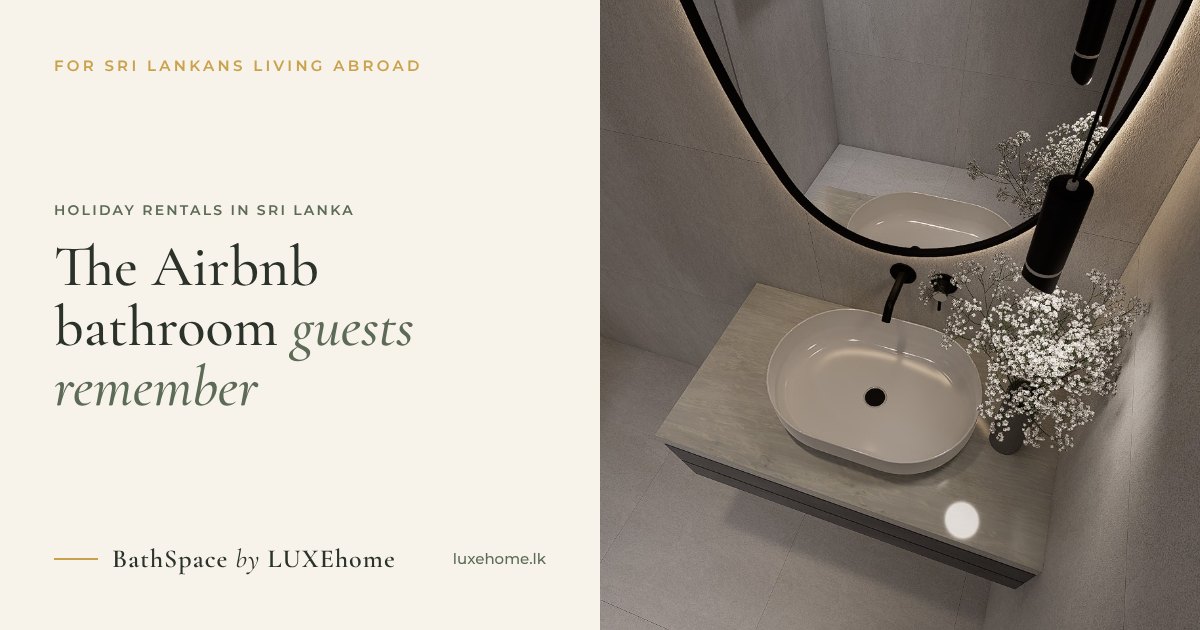 FOR SRI LANKANS LIVING ABROAD
HOLIDAY RENTALS IN SRI LANKA
The Airbnb
bathroom guests
remember
BathSpace by LUXEhome
luxehome.lk